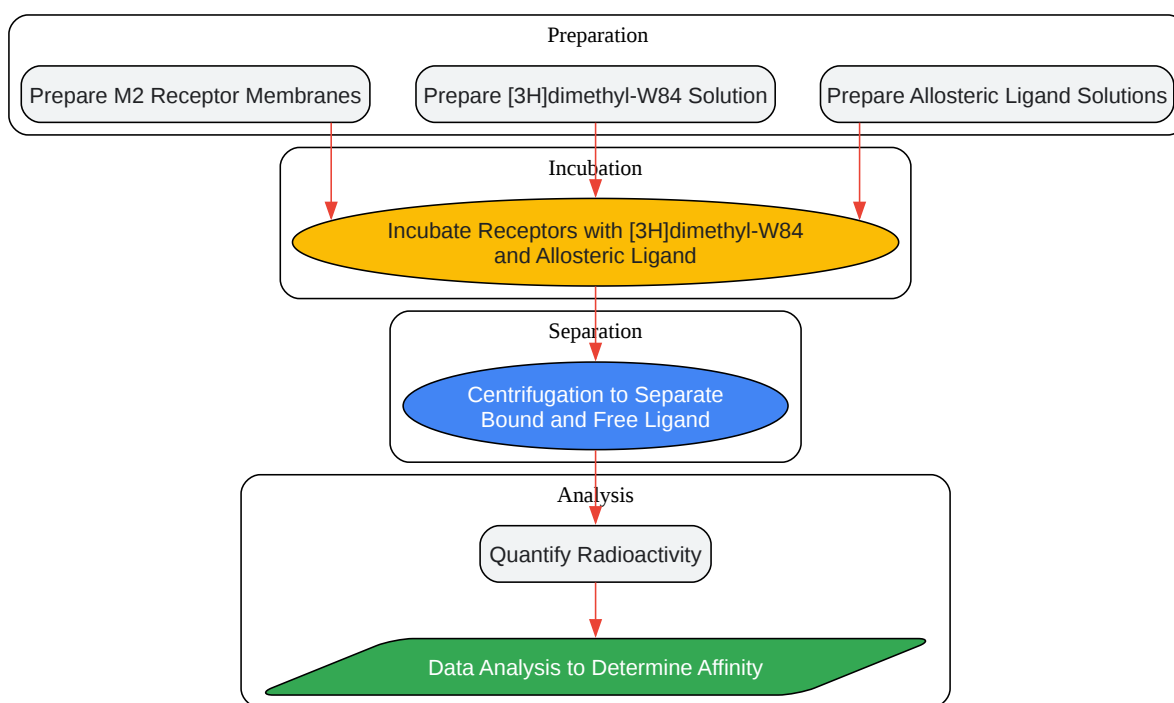 Preparation
Prepare M2 Receptor Membranes
Prepare [3H]dimethyl-W84 Solution
Prepare Allosteric Ligand Solutions
Incubation
Incubate Receptors with [3H]dimethyl-W84
and Allosteric Ligand
Separation
Centrifugation to Separate
Bound and Free Ligand
Analysis
Quantify Radioactivity
Data Analysis to Determine Affinity